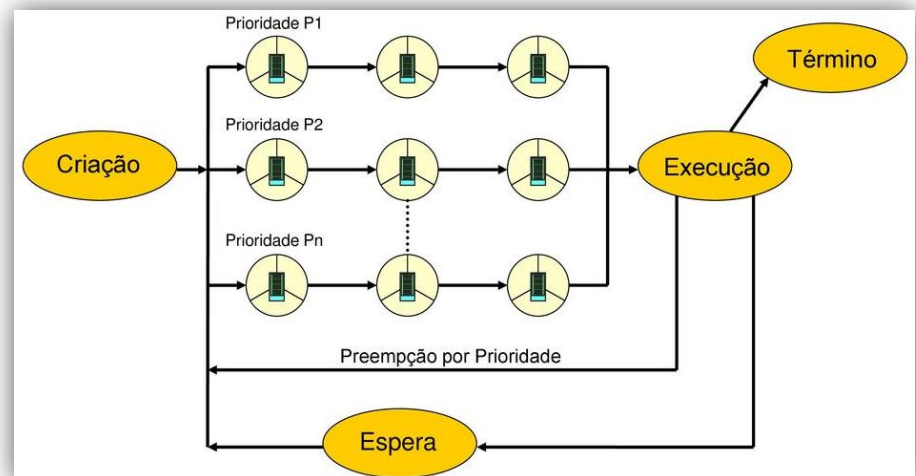 Prioridade P1
Término
Prioridade P2
Criação
Execução
Prioridade Pn
Preempção por Prioridade
Espera